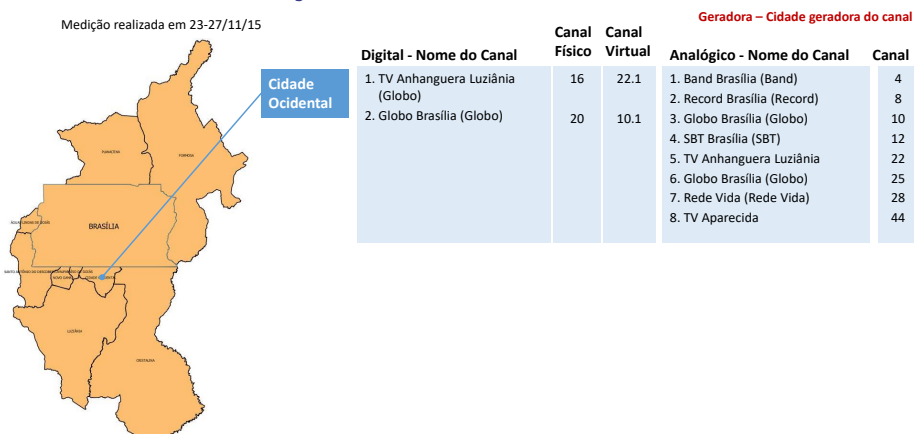 Medição realizada em 23-27/11/15
Geradora – Cidade geradora do canal
Digital - Nome do Canal
Canal Físico
Canal Virtual
Analógico - Nome do Canal
Canal
1. TV Anhanguera Luziânia (Globo) 16 22.1
2. Globo Brasília (Globo) 20 10.1
1. Band Brasília (Band) 4
2. Record Brasília (Record) 8
3. Globo Brasília (Globo) 10
4. SBT Brasília (SBT) 12
5. TV Anhanguera Luziânia 22
6. Globo Brasília (Globo) 25
7. Rede Vida (Rede Vida) 28
8. TV Aparecida 44
Cidade
Ocidental
PLANALTINA
FORMOSA
BRASÍLIA
LUZIÂNIA
CRISTALINA